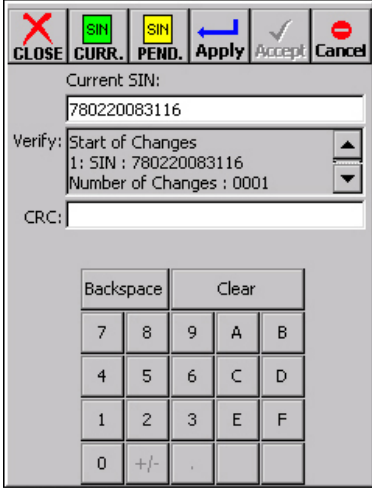 SIN SIN
CLOSE CURR. PEND. Apply Accept Cancel
Current SIN:
780220083116
Verify: Start of Changes
1: SIN : 780220083116
Number of Changes : 0001
CRC:
Backspace Clear
7 8 9 A B
4 5 6 C D
1 2 3 E F
0 +/- .